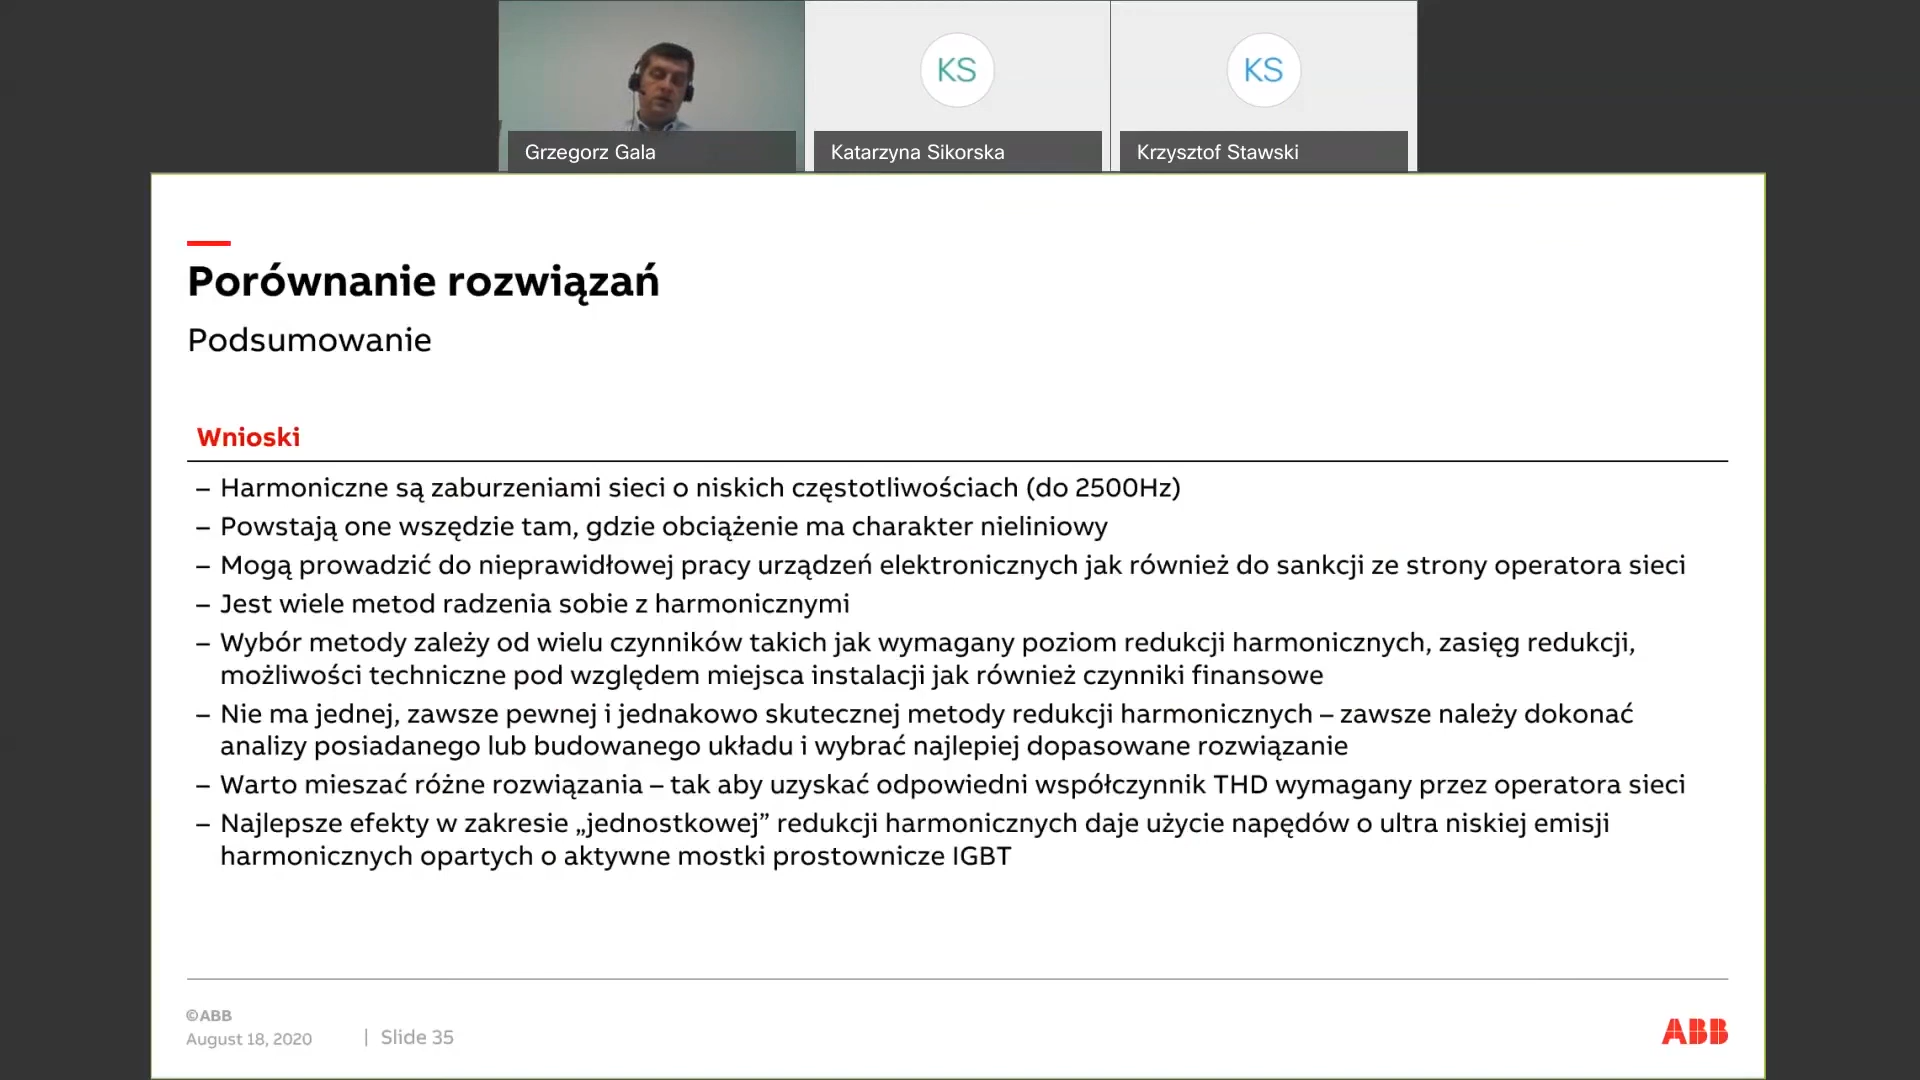 KS
KS
Grzegorz Gala
Katarzyna Sikorska
Krzysztof Stawski
Porównanie rozwiązań
Podsumowanie
Wnioski
– Harmoniczne są zaburzeniami sieci o niskich częstotliwościach (do 2500Hz)
– Powstają one wszędzie tam, gdzie obciążenie ma charakter nieliniowy
– Mogą prowadzić do nieprawidłowej pracy urządzeń elektronicznych jak również do sankcji ze strony operatora sieci
– Jest wiele metod radzenia sobie z harmonicznymi
– Wybór metody zależy od wielu czynników takich jak wymagany poziom redukcji harmonicznych, zasięg redukcji,
możliwości techniczne pod względem miejsca instalacji jak również czynniki finansowe
– Nie ma jednej, zawsze pewnej i jednakowo skutecznej metody redukcji harmonicznych – zawsze należy dokonać
analizy posiadanego lub budowanego układu i wybrać najlepiej dopasowane rozwiązanie
– Warto mieszać różne rozwiązania – tak aby uzyskać odpowiedni współczynnik THD wymagany przez operatora sieci
– Najlepsze efekty w zakresie „jednostkowej” redukcji harmonicznych daje użycie napędów o ultra niskiej emisji
harmonicznych opartych o aktywne mostki prostownicze IGBT
©ABB
August 18, 2020 | Slide 35
ABB